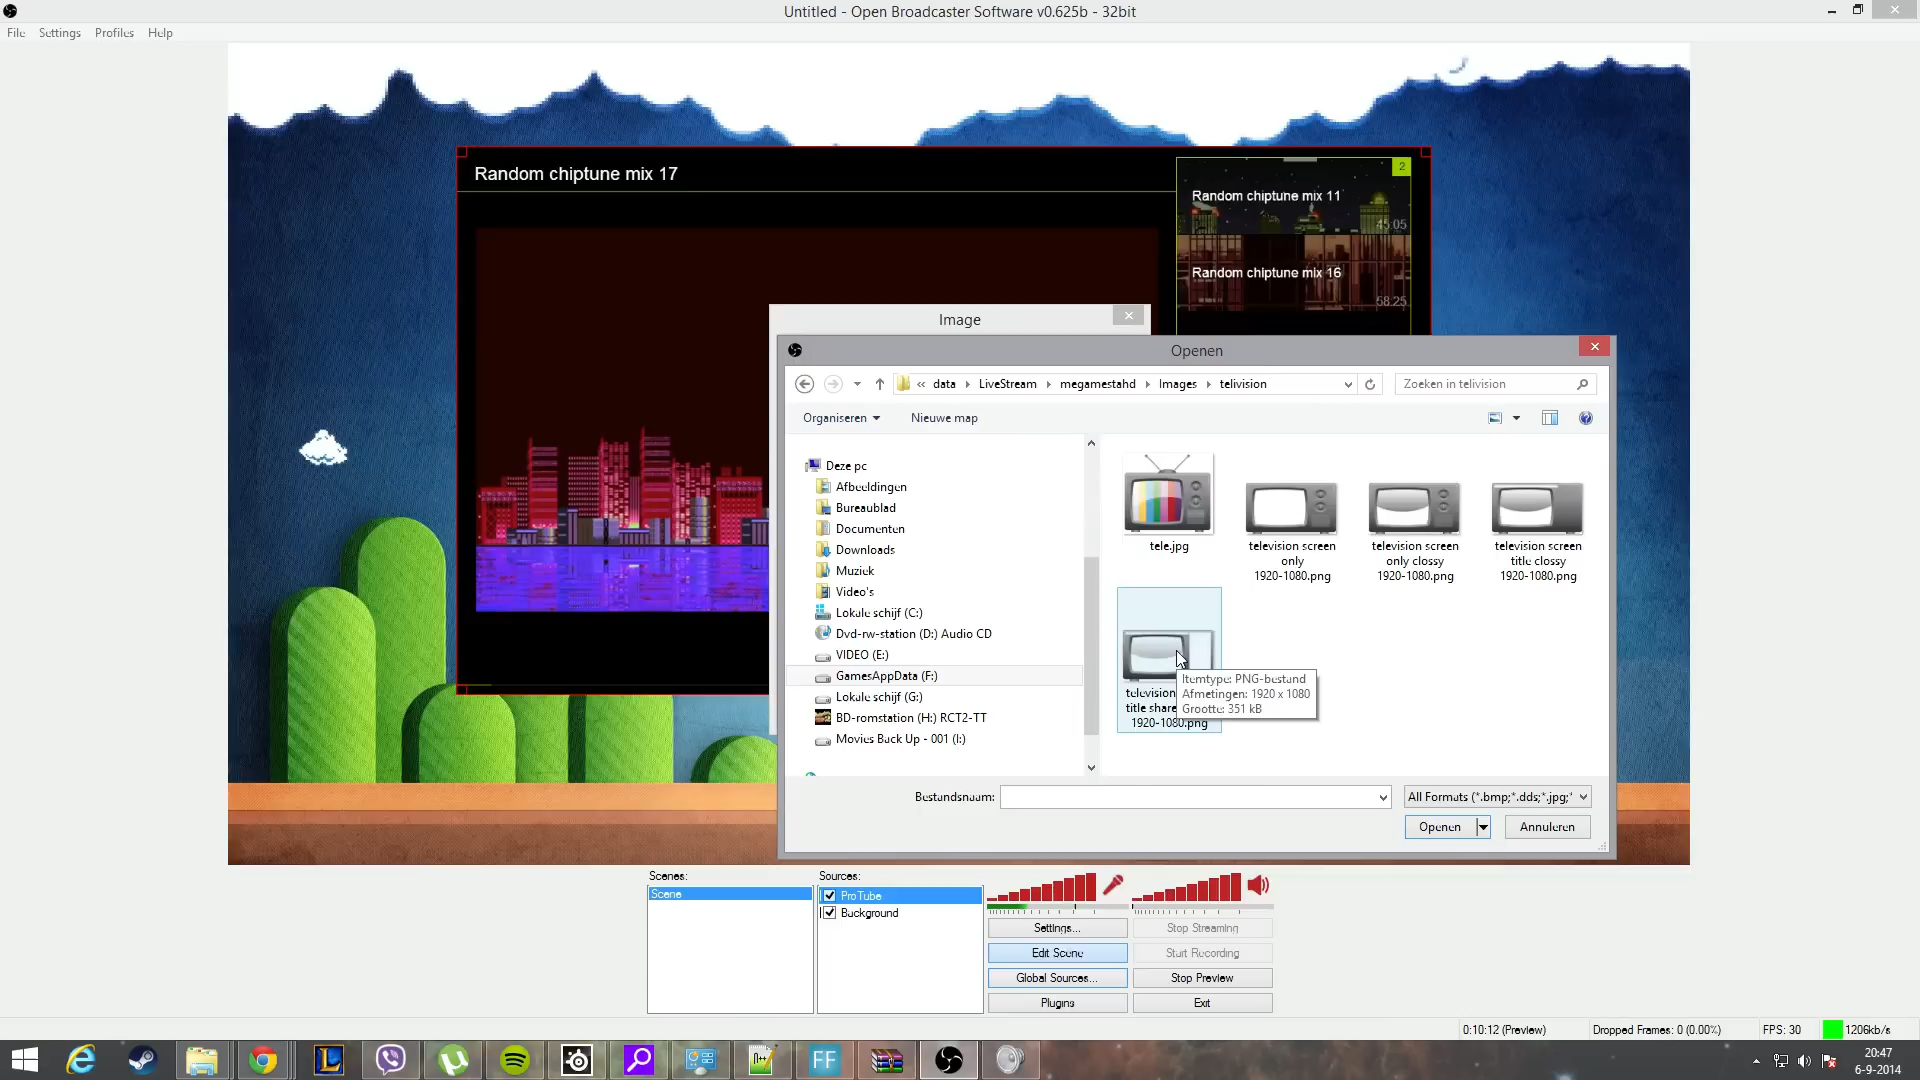 Untitled - Open Broadcaster Software v0.625b - 32bit
File Settings Profiles Help
Random chiptune mix 17
2
Random chiptune mix 11
45:05
Random chiptune mix 16
58:25
Image
Openen
« data LiveStream megamestahd Images telivision
Zoeken in telivision
Organiseren Nieuwe map
Deze pc
Afbeeldingen
Bureaublad
Documenten
Downloads
Muziek
Video's
Lokale schijf (C:)
Dvd-rw-station (D:) Audio CD
VIDEO (E:)
GamesAppData (F:)
Lokale schijf (G:)
BD-romstation (H:) RCT2-TT
Movies Back Up - 001 (I:)
tele.jpg
television screen
only
1920-1080.png
television screen
only clossy
1920-1080.png
television screen
title clossy
1920-1080.png
television
title share
1920-1080.png
Itemtype: PNG-bestand
Afmetingen: 1920 x 1080
Grootte: 351 kB
Bestandsnaam:
All Formats (*.bmp;*.dds;*.jpg;*
Openen
Annuleren
Scenes:
Scene
Sources:
ProTube
Background
Settings...
Stop Streaming
Edit Scene
Start Recording
Global Sources...
Stop Preview
Plugins
Exit
0:10:12 (Preview)
Dropped Frames: 0 (0.00%)
FPS: 30
1206kb/s
FF
20:47
6-9-2014